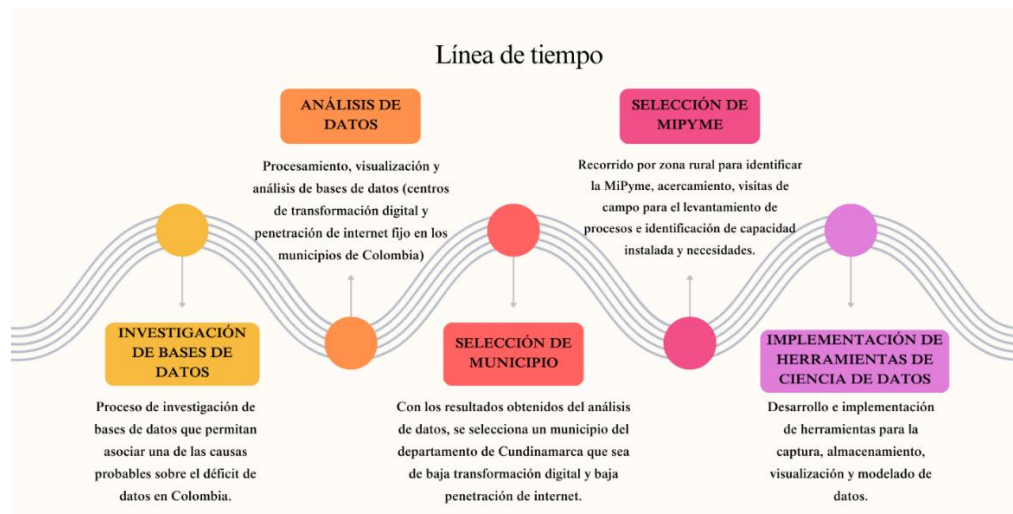 Línea de tiempo
INVESTIGACIÓN
DE BASES DE
DATOS
Proceso de investigación de
bases de datos que permitan
asociar una de las causas
probables sobre el déficit de
datos en Colombia.
ANÁLISIS DE
DATOS
Procesamiento, visualización y
análisis de bases de datos (centros
de transformación digital y
penetración de internet fijo en los
municipios de Colombia)
SELECCIÓN DE
MUNICIPIO
Con los resultados obtenidos del análisis
de datos, se selecciona un municipio del
departamento de Cundinamarca que sea
de baja transformación digital y baja
penetración de internet.
SELECCIÓN DE
MIPYME
Recorrido por zona rural para identificar
la MiPyme, acercamiento, visitas de
campo para el levantamiento de
procesos e identificación de capacidad
instalada y necesidades.
IMPLEMENTACIÓN DE
HERRAMIENTAS DE
CIENCIA DE DATOS
Desarrollo e implementación
de herramientas para la
captura, almacenamiento,
visualización y modelado de
datos.